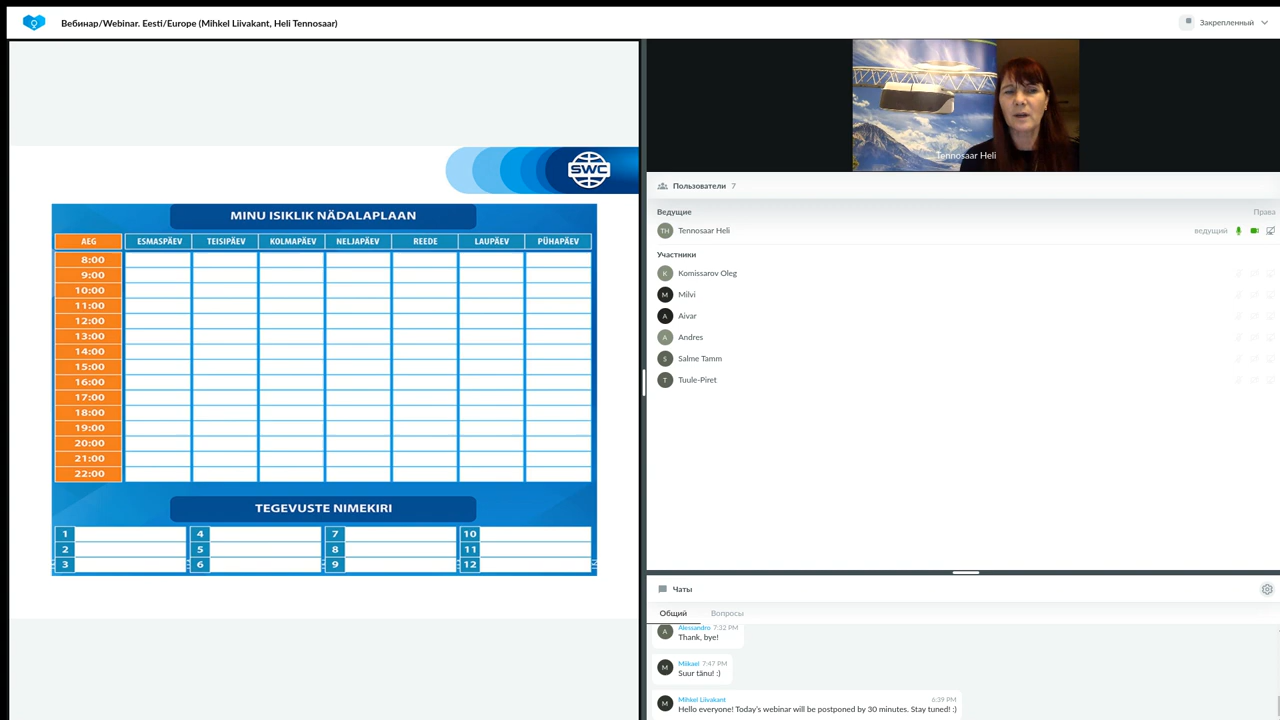 Вебинар/Webinar. Eesti/Europe (Mihkel Liivakant, Heli Tennosaar)
Закрепленный
SWC
MINU ISIKLIK NÄDALAPLAAN
AEG ESMASPÄEV TEISIPÄEV KOLMAPÄEV NELJAPÄEV REEDE LAUPÄEV PÜHAPÄEV
8:00
9:00
10:00
11:00
12:00
13:00
14:00
15:00
16:00
17:00
18:00
19:00
20:00
21:00
22:00
TEGEVUSTE NIMEKIRI
1 4 7 10
2 5 8 11
3 6 9 12
Tennosaar Heli
Пользователи 7
Ведущие Права
TH Tennosaar Heli ведущий
Участники
K Komissarov Oleg
M Milvi
A Aivar
A Andres
S Salme Tamm
T Tuule-Piret
Чаты
Общий Вопросы
Alessandro 7:32 PM
A Thank, bye!
Miikael 7:47 PM
M Suur tänu! :)
Mihkel Liivakant 6:39 PM
M Hello everyone! Today's webinar will be postponed by 30 minutes. Stay tuned! :)